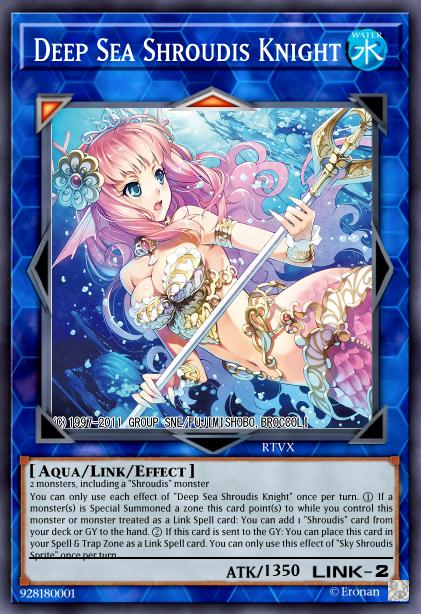 DEEP SEA SHROUDIS KNIGHT
WATER
水
(C)1997-2011 GROUP SNE/FUJIMISHOBO,BROCCOLI
RTVX
[ AQUA/LINK/EFFECT ]
2 monsters, including a "Shroudis" monster
You can only use each effect of "Deep Sea Shroudis Knight" once per turn. ① If a
monster(s) is Special Summoned a zone this card point(s) to while you control this
monster or monster treated as a Link Spell card: You can add 1 "Shroudis" card from
your deck or GY to the hand. ② If this card is sent to the GY: You can place this card in
your Spell & Trap Zone as a Link Spell card. You can only use this effect of "Sky Shroudis
Sprite" once per turn.
ATK/1350 LINK-2
928180001
© Eronan